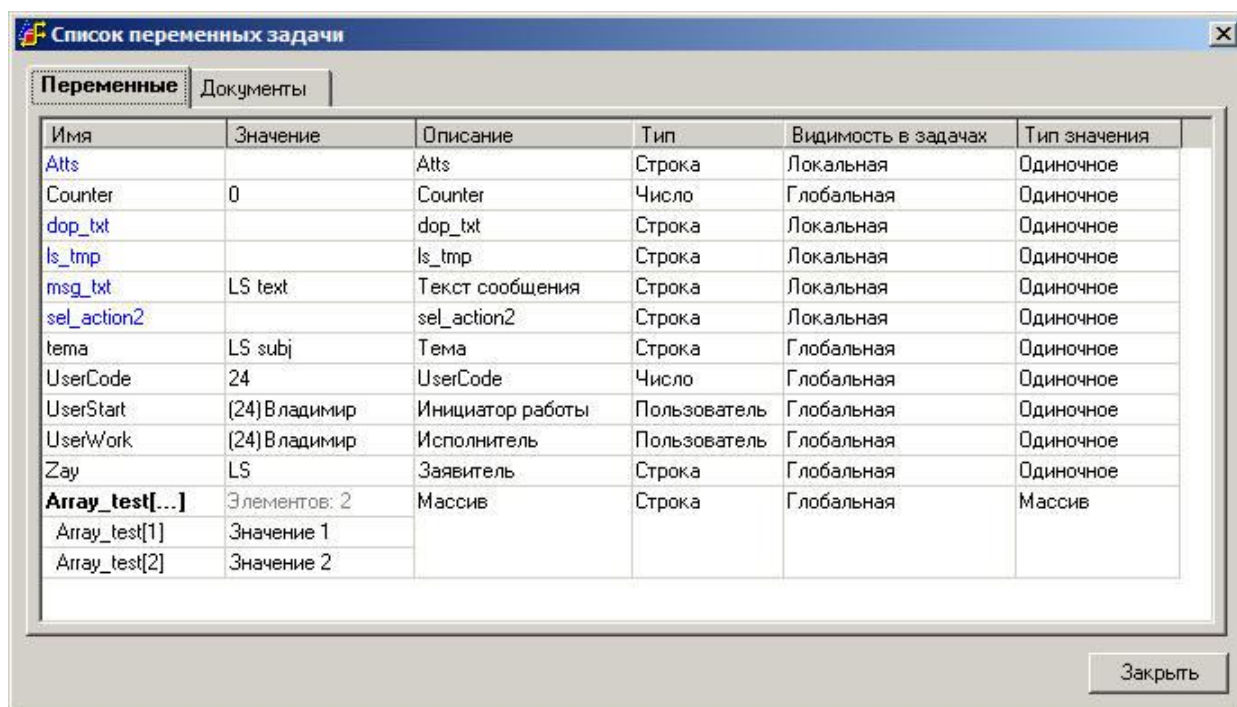 Список переменных задачи
Переменные Документы
Имя Значение Описание Тип Видимость в задачах Тип значения
Atts Atts Строка Локальная Одиночное
Counter 0 Counter Число Глобальная Одиночное
dop_txt dop_txt Строка Локальная Одиночное
ls_tmp ls_tmp Строка Локальная Одиночное
msg_txt LS text Текст сообщения Строка Локальная Одиночное
sel_action2 sel_action2 Строка Локальная Одиночное
tema LS subj Тема Строка Глобальная Одиночное
UserCode 24 UserCode Число Глобальная Одиночное
UserStart (24)Владимир Инициатор работы Пользователь Глобальная Одиночное
UserWork (24)Владимир Исполнитель Пользователь Глобальная Одиночное
Zay LS Заявитель Строка Глобальная Одиночное
Array_test[...] Элементов: 2 Массив Строка Глобальная Массив
Array_test[1] Значение 1
Array_test[2] Значение 2
Закрыть